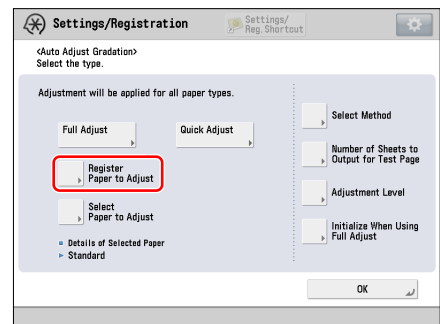 Settings/Registration
Settings/
Reg.Shortcut
<Auto Adjust Gradation>
Select the type.
Adjustment will be applied for all paper types.
Full Adjust
Quick Adjust
Register
Paper to Adjust
Select
Paper to Adjust
Details of Selected Paper
Standard
Select Method
Number of Sheets to
Output for Test Page
Adjustment Level
Initialize When Using
Full Adjust
OK